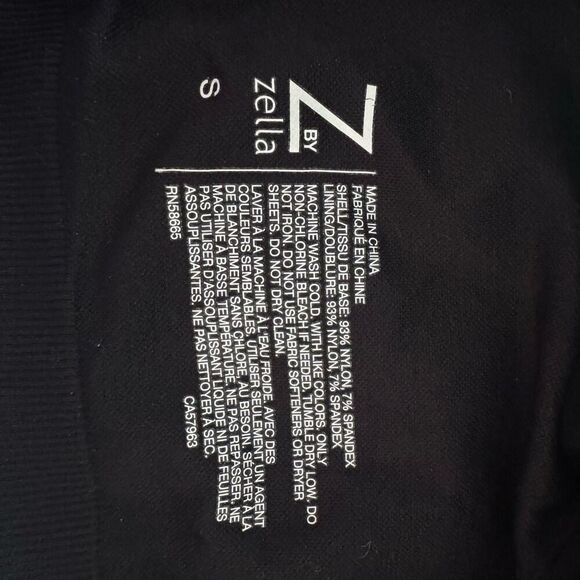 Z BY
zella
S
MADE IN CHINA
FABRIQUÉ EN CHINE
SHELL/TISSU DE BASE: 93% NYLON, 7% SPANDEX
LINING/DOUBLURE: 93% NYLON, 7% SPANDEX
MACHINE WASH COLD, WITH LIKE COLORS. ONLY
NON-CHLORINE BLEACH IF NEEDED, TUMBLE DRY LOW. DO
NOT IRON. DO NOT USE FABRIC SOFTENERS OR DRYER
SHEETS. DO NOT DRY CLEAN.
LAVER À LA MACHINE À L'EAU FROIDE, AVEC DES
COULEURS SEMBLABLES. UTILISER SEULEMENT UN AGENT
DE BLANCHIMENT SANS CHLORE, AU BESOIN, SÉCHER À LA
MACHINE À BASSE TEMPÉRATURE. NE PAS REPASSER. NE
PAS UTILISER D'ASSOUPLISSANT LIQUIDE NI DE FEUILLES
ASSOUPLISSANTES. NE PAS NETTOYER À SEC.
RN58665 CA57963